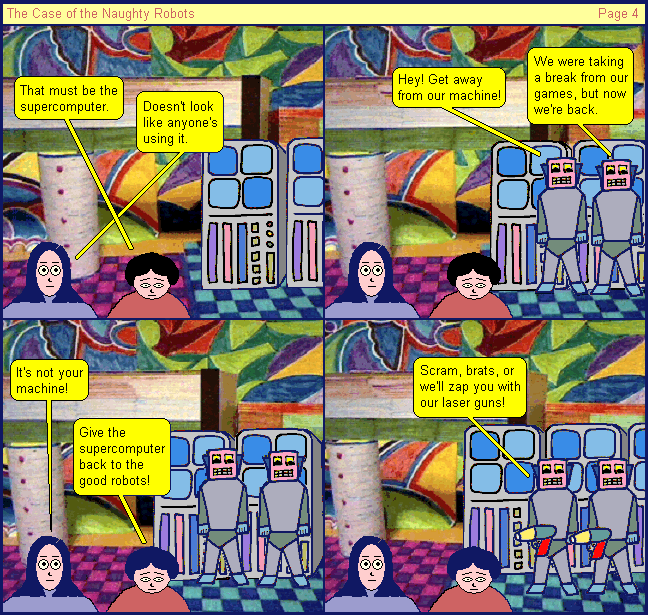 The Case of the Naughty Robots
Page 4
That must be the
supercomputer.
Doesn't look
like anyone's
using it.
Hey! Get away
from our machine!
We were taking
a break from our
games, but now
we're back.
It's not your
machine!
Give the
supercomputer
back to the
good robots!
Scram, brats, or
we'll zap you with
our laser guns!